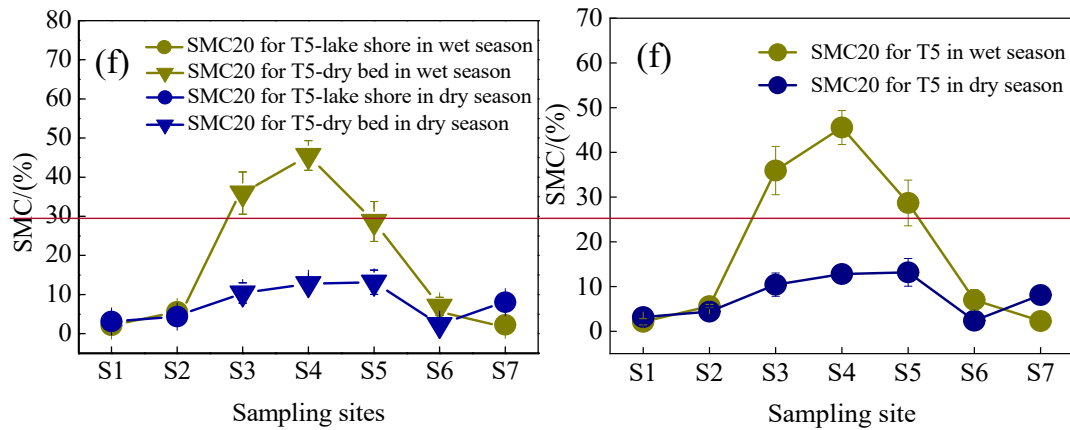 80
70
60
50
40
30
20
10
0
SMC/(%)
(f)
SMC20 for T5-lake shore in wet season
SMC20 for T5-dry bed in wet season
SMC20 for T5-lake shore in dry season
SMC20 for T5-dry bed in dry season
S1 S2 S3 S4 S5 S6 S7
Sampling sites
70
60
50
40
30
20
10
0
SMC/(%)
(f)
SMC20 for T5 in wet season
SMC20 for T5 in dry season
S1 S2 S3 S4 S5 S6 S7
Sampling site